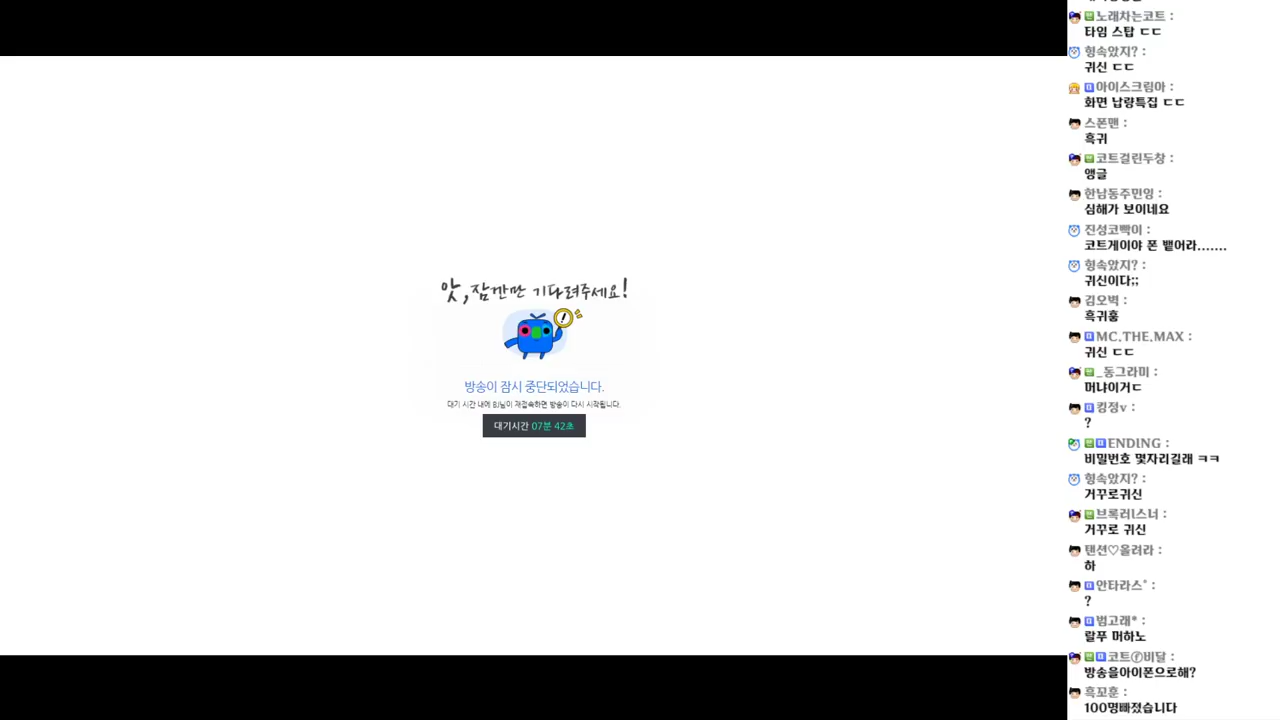 앗, 잠깐만 기다려주세요!
방송이 잠시 중단되었습니다.
대기 시간 내에 BJ님이 재접속하면 방송이 다시 시작됩니다.
대기시간 07분 42초
노래차는코트 :
타임 스탑 ㄷㄷ
형속았지? :
귀신 ㄷㄷ
아이스크림아 :
화면 납량특집 ㄷㄷ
스폰맨 :
흑귀
코트걸린두창 :
앵글
한남동주민잉 :
심해가 보이네요
진성코빡이 :
코트게이야 폰 뱉어라.......
형속았지? :
귀신이다;;
김오벽 :
흑귀훙
MC.THE.MAX :
귀신 ㄷㄷ
_동그라미 :
머냐이거ㄷ
킹정v :
?
ENDING :
비밀번호 몇자리길래 ㅋㅋ
형속았지? :
거꾸로귀신
브록러l스너 :
거꾸로 귀신
텐션♡올려라 :
하
안타라스* :
?
범고래* :
랄푸 머하노
코트ⓕ비달 :
방송을아이폰으로해?
흑꼬훈 :
100명빠졌습니다